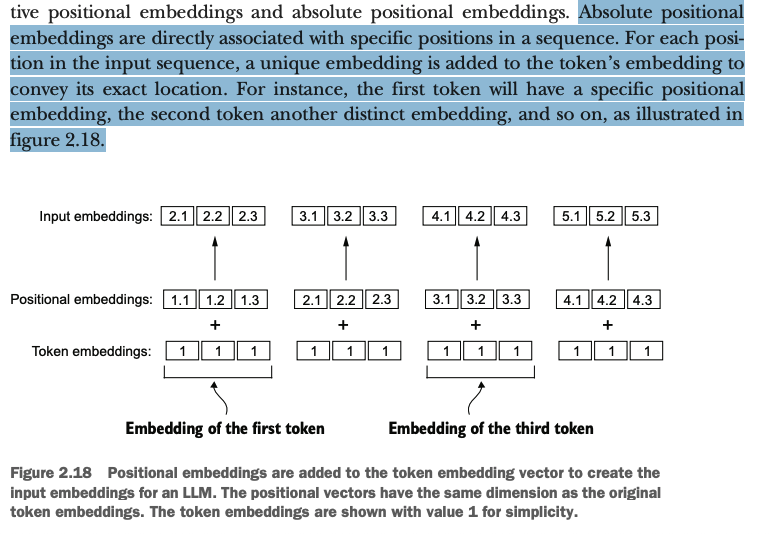 tive positional embeddings and absolute positional embeddings. Absolute positional
embeddings are directly associated with specific positions in a sequence. For each posi-
tion in the input sequence, a unique embedding is added to the token's embedding to
convey its exact location. For instance, the first token will have a specific positional
embedding, the second token another distinct embedding, and so on, as illustrated in
figure 2.18.
Input embeddings: 2.1 2.2 2.3 3.1 3.2 3.3 4.1 4.2 4.3 5.1 5.2 5.3
Positional embeddings: 1.1 1.2 1.3 2.1 2.2 2.3 3.1 3.2 3.3 4.1 4.2 4.3
+ + + +
Token embeddings: 1 1 1 1 1 1 1 1 1 1 1 1
Embedding of the first token Embedding of the third token
Figure 2.18 Positional embeddings are added to the token embedding vector to create the
input embeddings for an LLM. The positional vectors have the same dimension as the original
token embeddings. The token embeddings are shown with value 1 for simplicity.